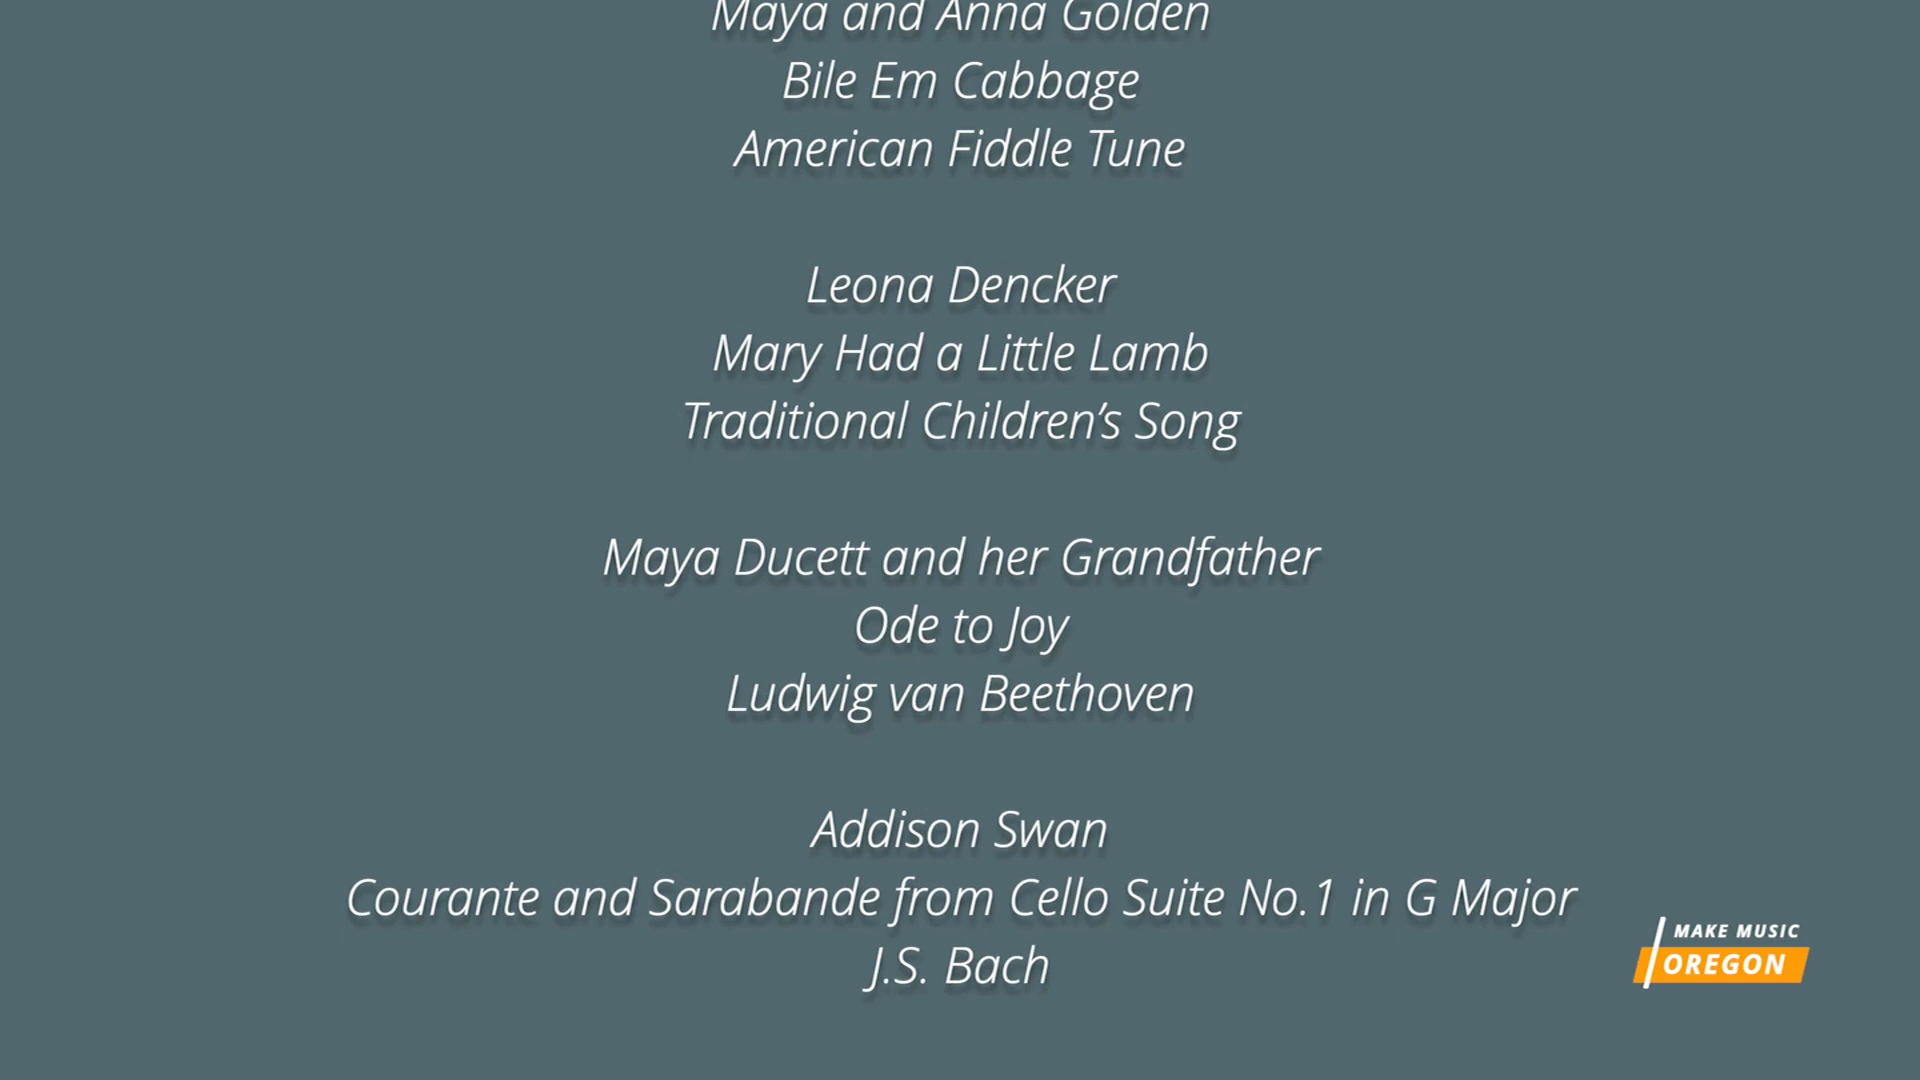 Maya and Anna Golden
Bile Em Cabbage
American Fiddle Tune
Leona Dencker
Mary Had a Little Lamb
Traditional Children’s Song
Maya Ducett and her Grandfather
Ode to Joy
Ludwig van Beethoven
Addison Swan
Courante and Sarabande from Cello Suite No.1 in G Major
J.S. Bach
MAKE MUSIC
OREGON